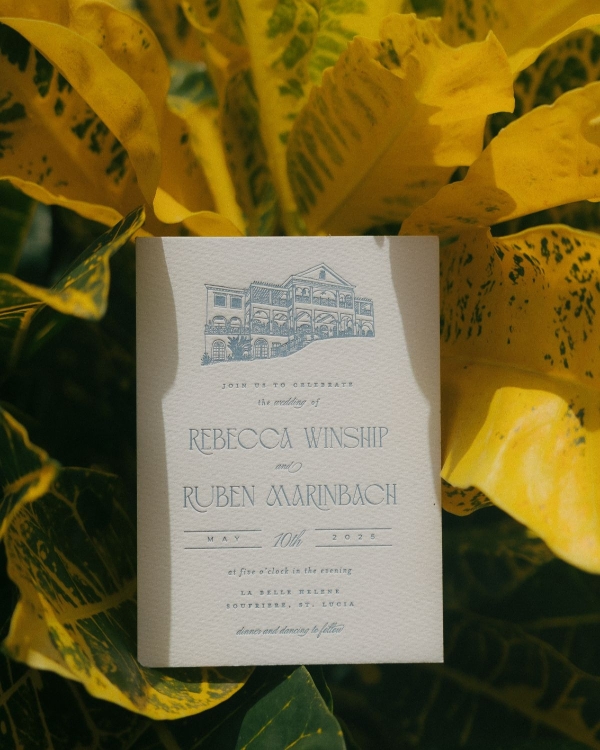 JOIN US TO CELEBRATE
the wedding of
REBECCA WINSHIP
and
RUBEN MARINBACH
MAY 10th 2025
at five o'clock in the evening
LA BELLE HELENE
SOUFRIERE, ST. LUCIA
dinner and dancing to follow